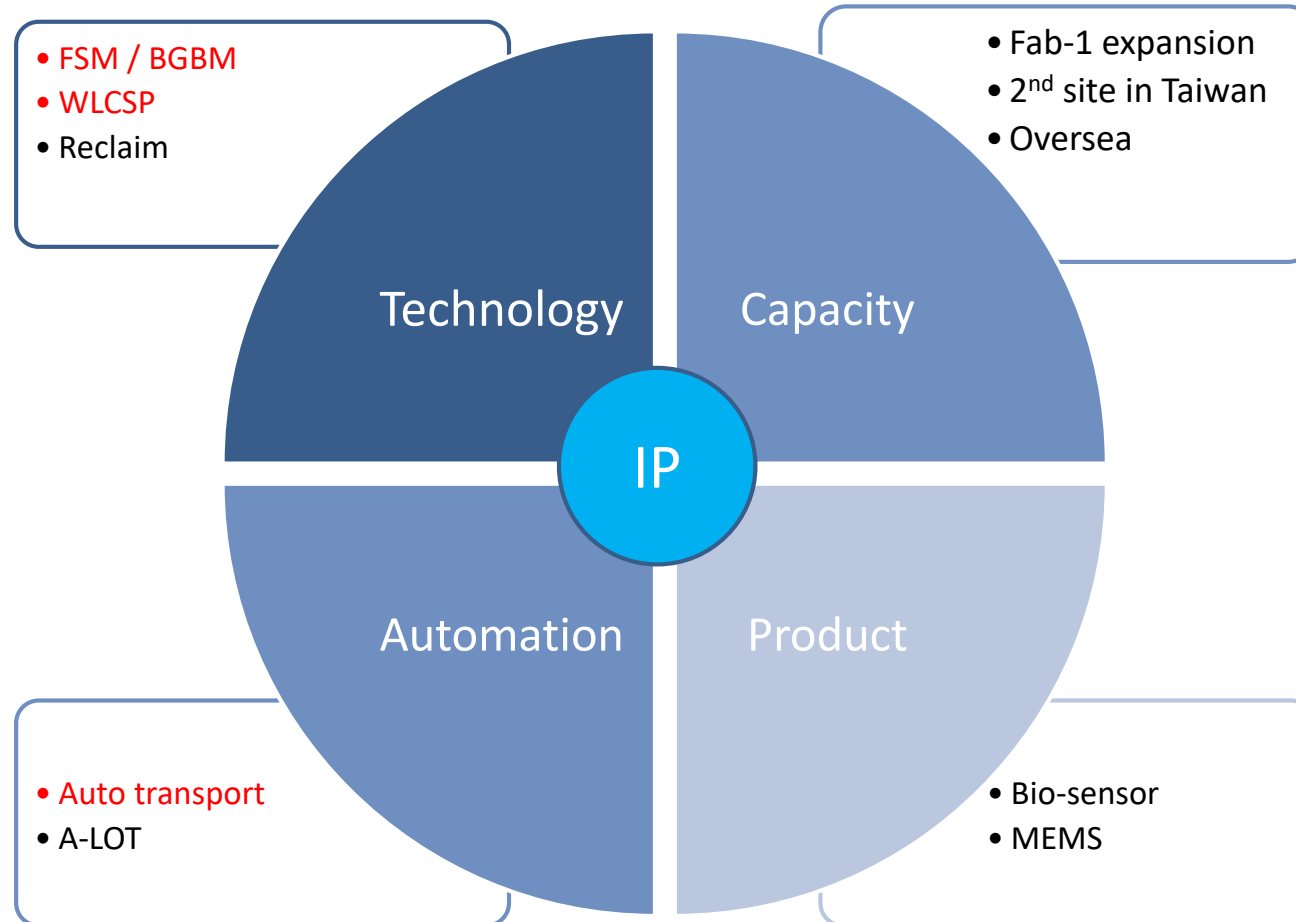 • FSM / BGBM
• WLCSP
• Reclaim
• Fab-1 expansion
• 2nd site in Taiwan
• Oversea
Technology
Capacity
IP
Automation
Product
• Auto transport
• A-LOT
• Bio-sensor
• MEMS